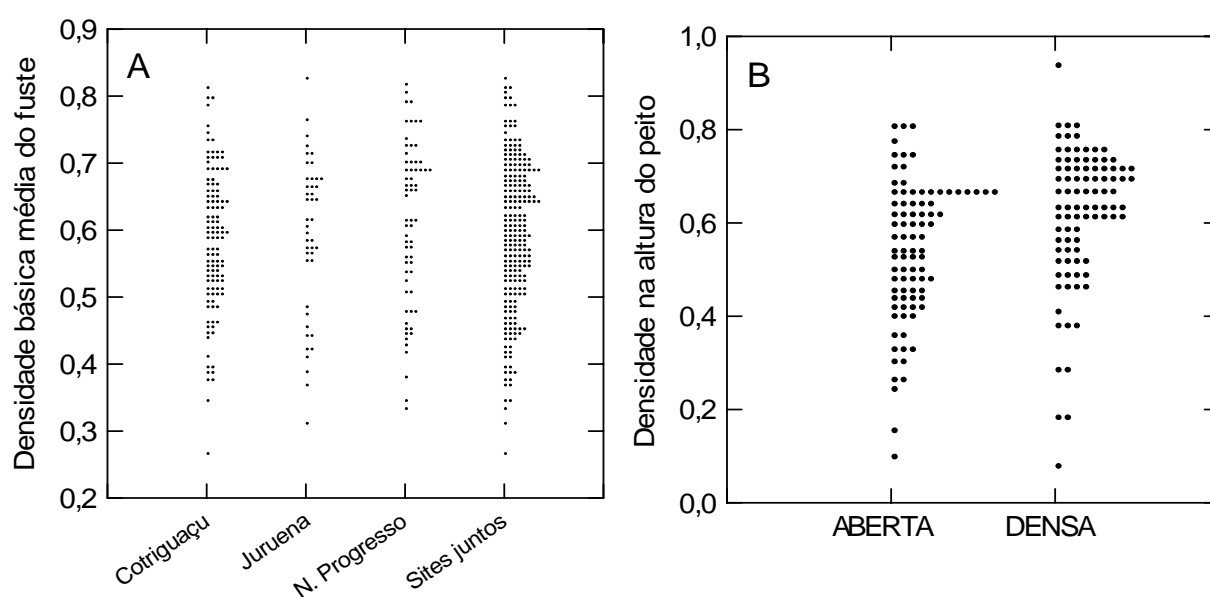 A
Densidade básica média do fuste
0,9
0,8
0,7
0,6
0,5
0,4
0,3
0,2
Cotriguaçu
Juruena
N. Progresso
Sites juntos
B
Densidade na altura do peito
1,0
0,8
0,6
0,4
0,2
0,0
ABERTA
DENSA